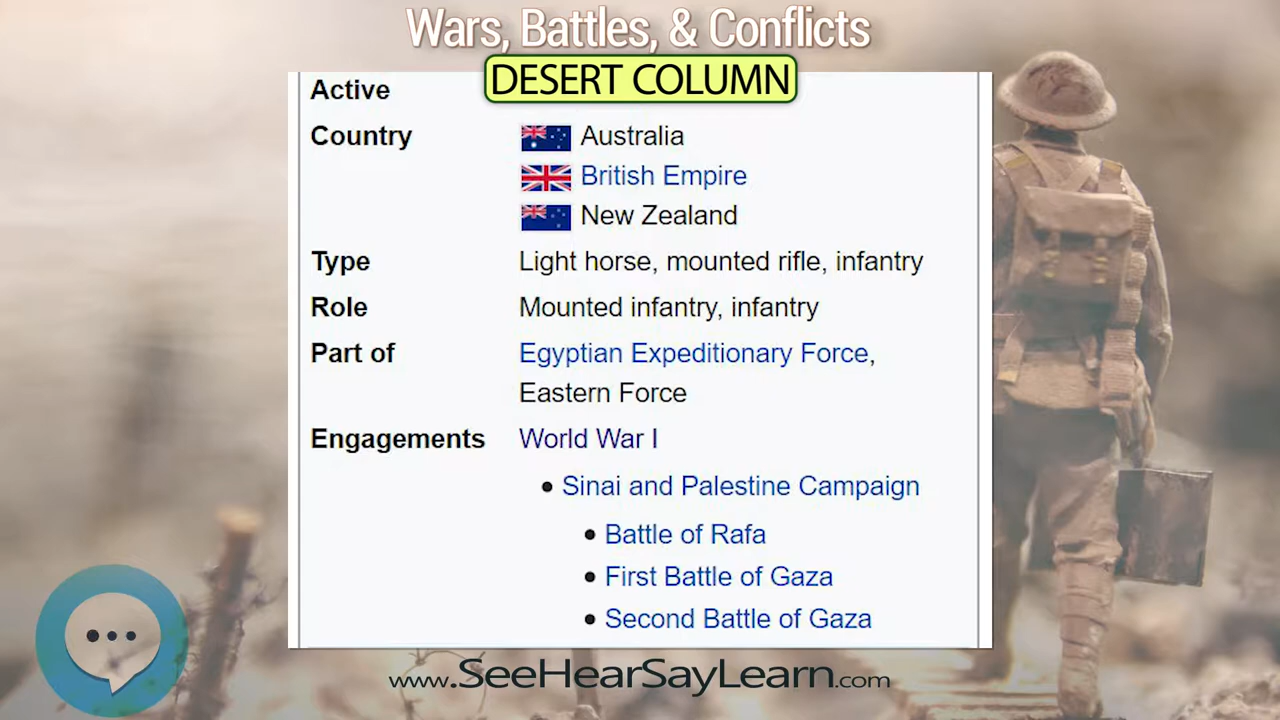 Wars, Battles, & Conflicts
DESERT COLUMN
Active
Country Australia
British Empire
New Zealand
Type Light horse, mounted rifle, infantry
Role Mounted infantry, infantry
Part of Egyptian Expeditionary Force,
Eastern Force
Engagements World War I
• Sinai and Palestine Campaign
• Battle of Rafa
• First Battle of Gaza
• Second Battle of Gaza
www.SeeHearSayLearn.com